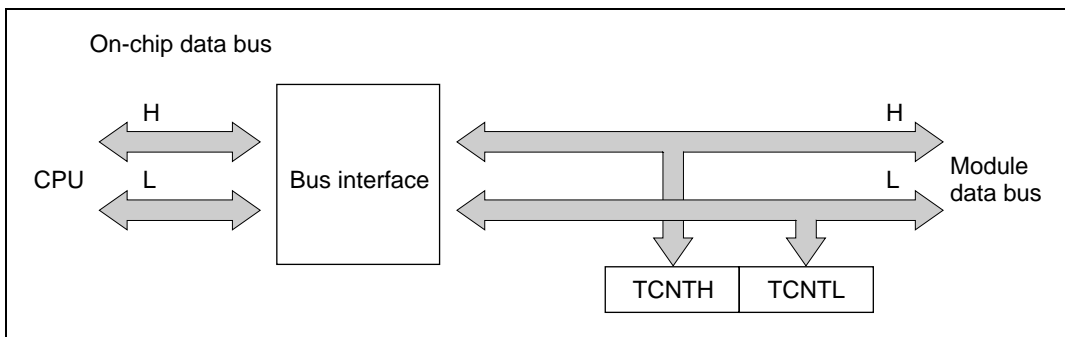 On-chip data bus
H
H
CPU
L
Bus interface
L
Module
data bus
TCNTH
TCNTL